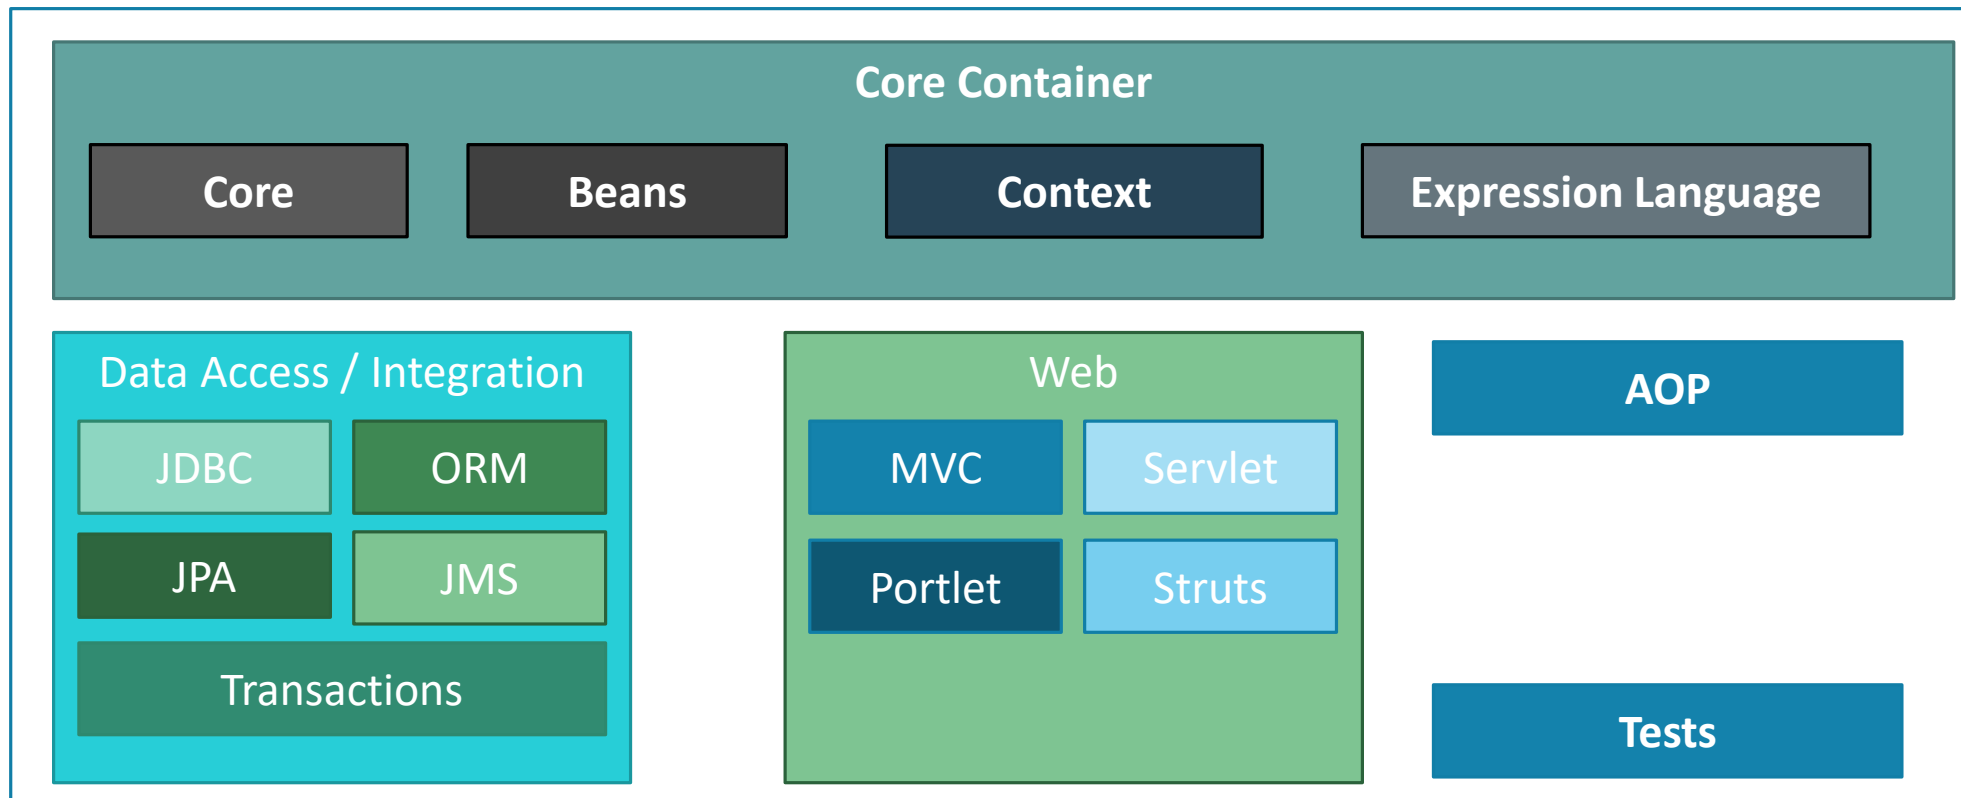 Core Container
Core
Beans
Context
Expression Language
Data Access / Integration
JDBC
ORM
JPA
JMS
Transactions
Web
MVC
Servlet
Portlet
Struts
AOP
Tests